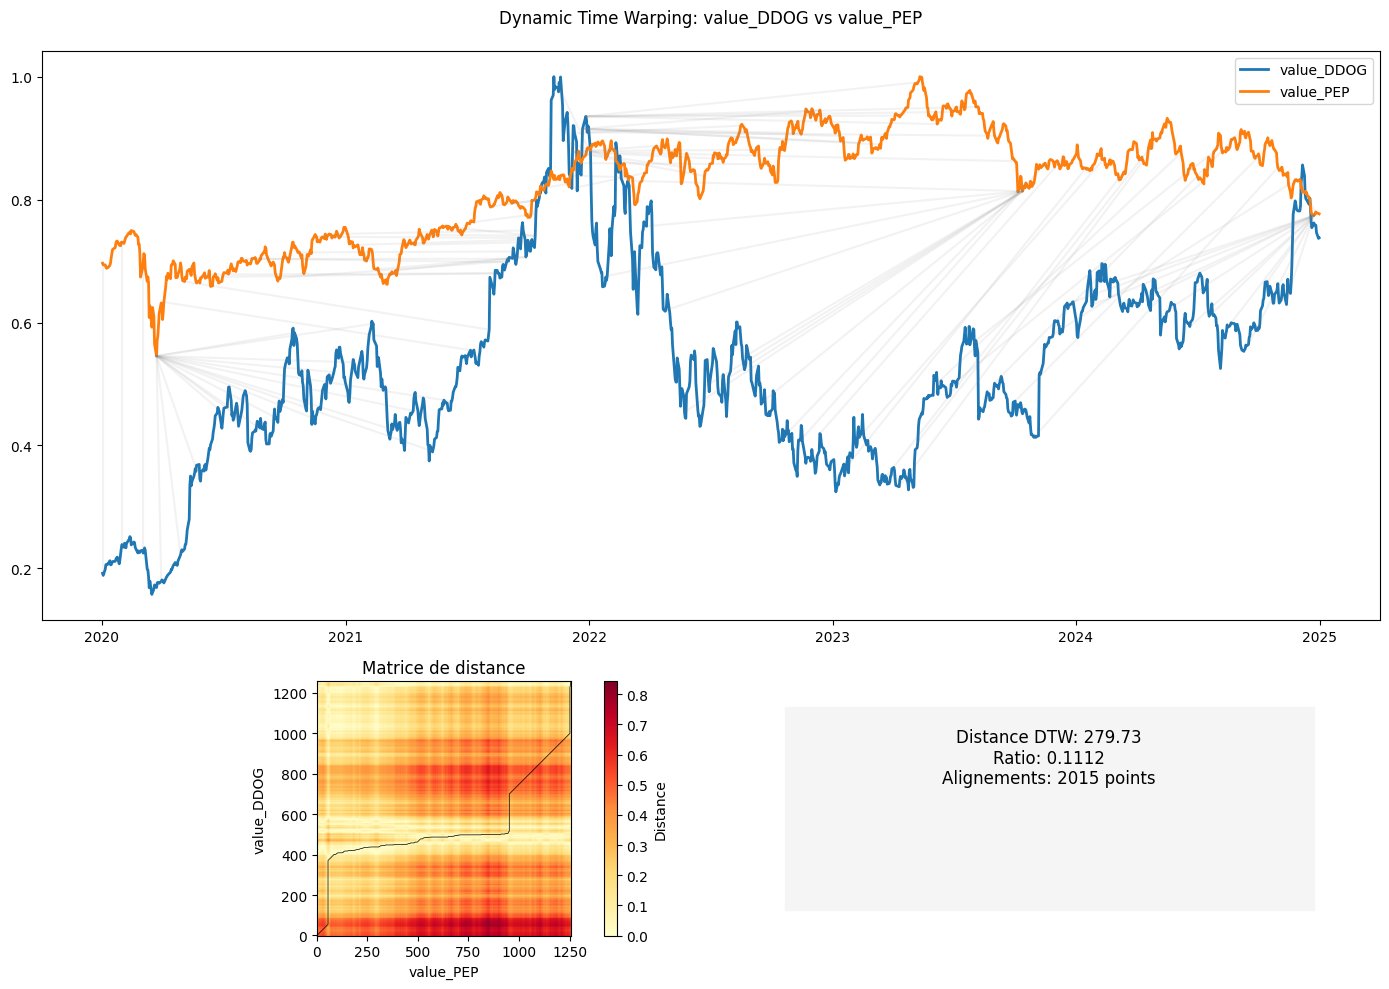 Dynamic Time Warping: value_DDOG vs value_PEP
value_DDOG
value_PEP
1.0
0.8
0.6
0.4
0.2
2020 2021 2022 2023 2024 2025
Matrice de distance
value_DDOG
1200
1000
800
600
400
200
0
0 250 500 750 1000 1250
value_PEP
0.8
0.7
0.6
0.5
0.4
0.3
0.2
0.1
0.0
Distance
Distance DTW: 279.73
Ratio: 0.1112
Alignements: 2015 points